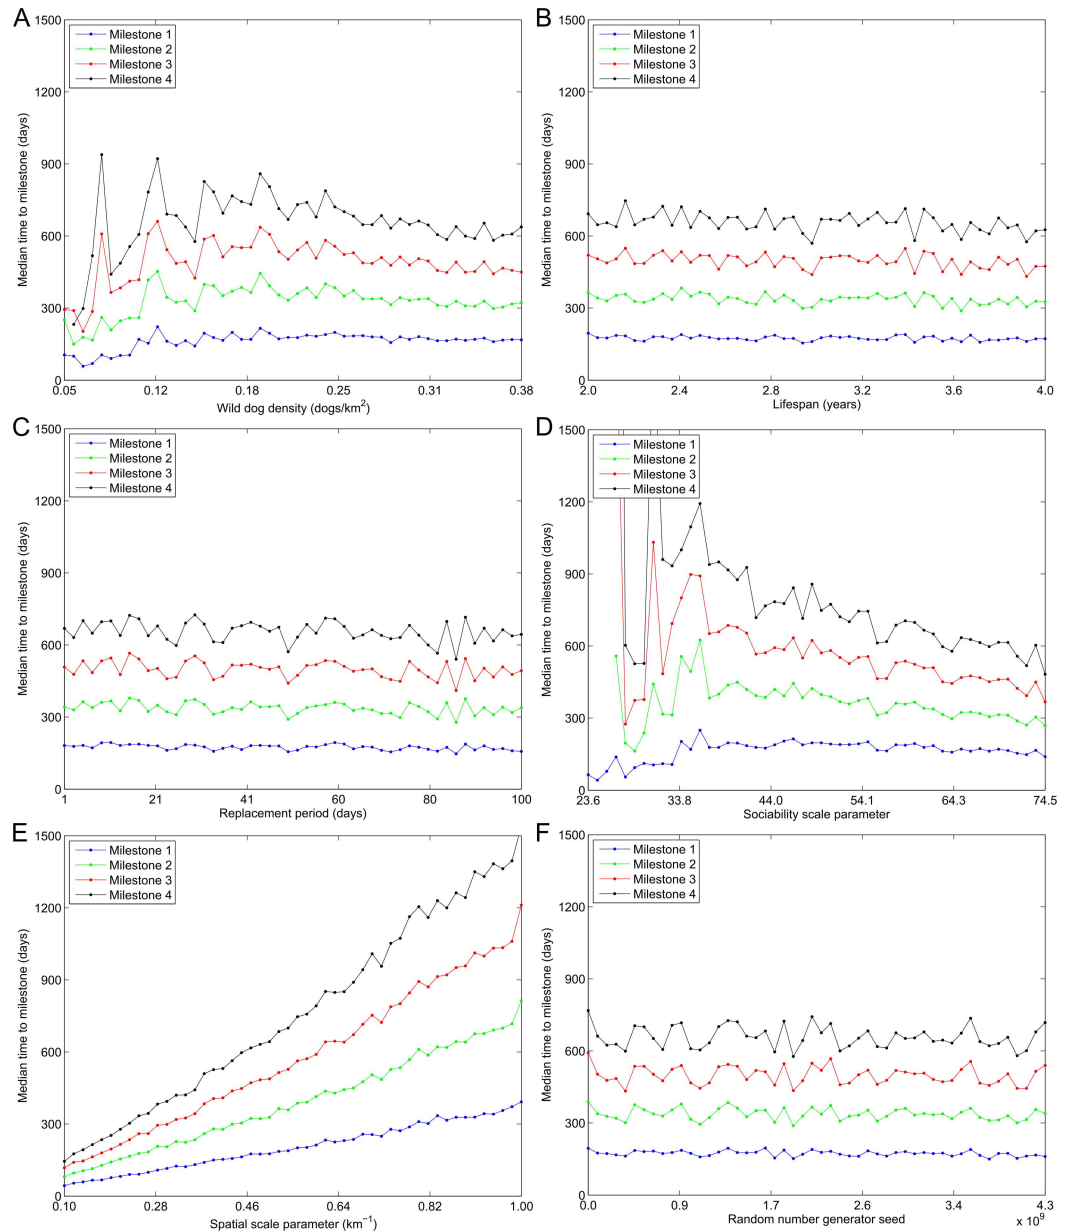 A
1500
1200
900
600
300
0
Median time to milestone (days)
Milestone 1
Milestone 2
Milestone 3
Milestone 4
0.05 0.12 0.18 0.25 0.31 0.38
Wild dog density (dogs/km²)
B
1500
1200
900
600
300
0
Median time to milestone (days)
Milestone 1
Milestone 2
Milestone 3
Milestone 4
2.0 2.4 2.8 3.2 3.6 4.0
Lifespan (years)
C
1500
1200
900
600
300
0
Median time to milestone (days)
Milestone 1
Milestone 2
Milestone 3
Milestone 4
1 21 41 60 80 100
Replacement period (days)
D
1500
1200
900
600
300
0
Median time to milestone (days)
Milestone 1
Milestone 2
Milestone 3
Milestone 4
23.6 33.8 44.0 54.1 64.3 74.5
Sociability scale parameter
E
1500
1200
900
600
300
0
Median time to milestone (days)
Milestone 1
Milestone 2
Milestone 3
Milestone 4
0.10 0.28 0.46 0.64 0.82 1.00
Spatial scale parameter (km⁻¹)
F
1500
1200
900
600
300
0
Median time to milestone (days)
Milestone 1
Milestone 2
Milestone 3
Milestone 4
0.0 0.9 1.7 2.6 3.4 4.3
Random number generator seed
x 10⁹